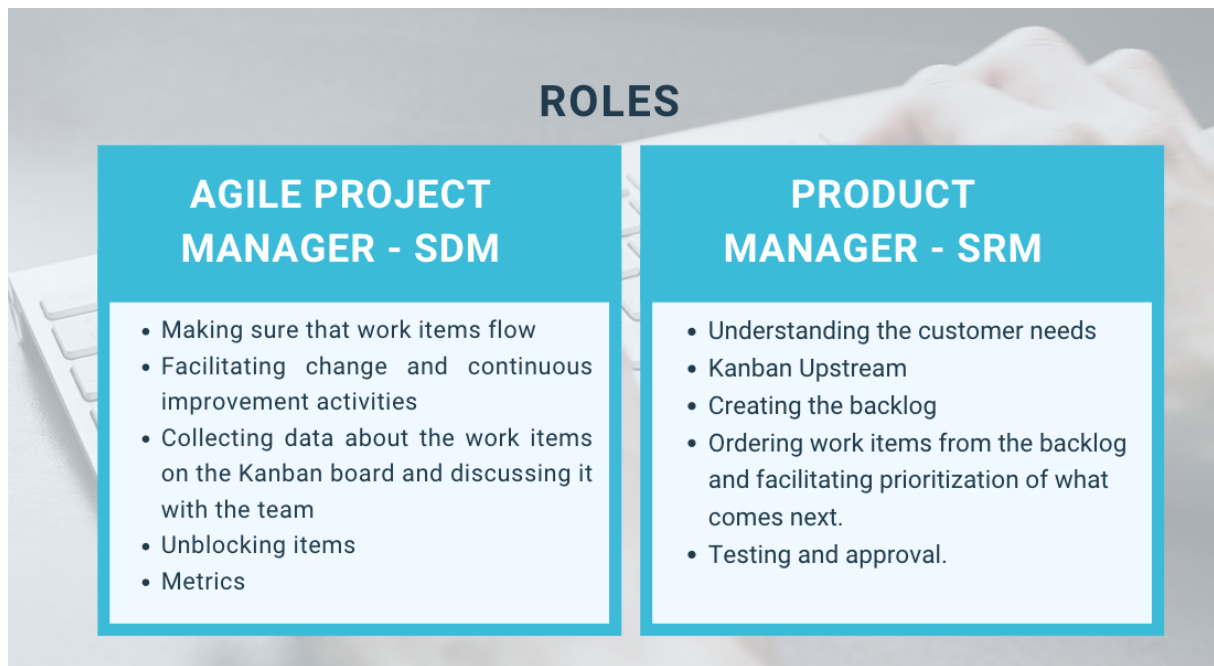 ROLES
AGILE PROJECT
MANAGER - SDM
• Making sure that work items flow
• Facilitating change and continuous
improvement activities
• Collecting data about the work items
on the Kanban board and discussing it
with the team
• Unblocking items
• Metrics
PRODUCT
MANAGER - SRM
• Understanding the customer needs
• Kanban Upstream
• Creating the backlog
• Ordering work items from the backlog
and facilitating prioritization of what
comes next.
• Testing and approval.